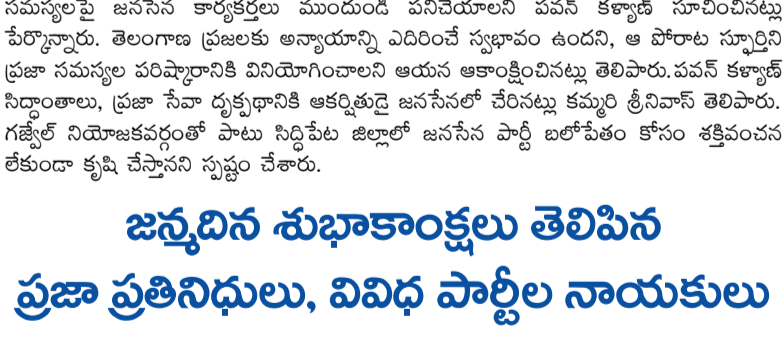 సమస్యలపై జనసేన కార్యకర్తలు ముందుండి పనిచేయాలని పవన్ కళ్యాణ్ సూచించినట్లు
పేర్కొన్నారు. తెలంగాణ ప్రజలకు అన్యాయాన్ని ఎదిరించే స్వభావం ఉందని, ఆ పోరాట స్ఫూర్తిని
ప్రజా సమస్యల పరిష్కారానికి వినియోగించాలని ఆయన ఆకాంక్షించినట్లు తెలిపారు.పవన్ కళ్యాణ్
సిద్ధాంతాలు, ప్రజా సేవా దృక్పథానికి ఆకర్షితుడై జనసేనలో చేరినట్లు కమ్మరి శ్రీనివాస్ తెలిపారు.
గజ్వేల్ నియోజకవర్గంతో పాటు సిద్ధిపేట జిల్లాలో జనసేన పార్టీ బలోపేతం కోసం శక్తివంచన
లేకుండా కృషి చేస్తానని స్పష్టం చేశారు.
జన్మదిన శుభాకాంక్షలు తెలిపిన
ప్రజా ప్రతినిధులు, వివిధ పార్టీల నాయకులు